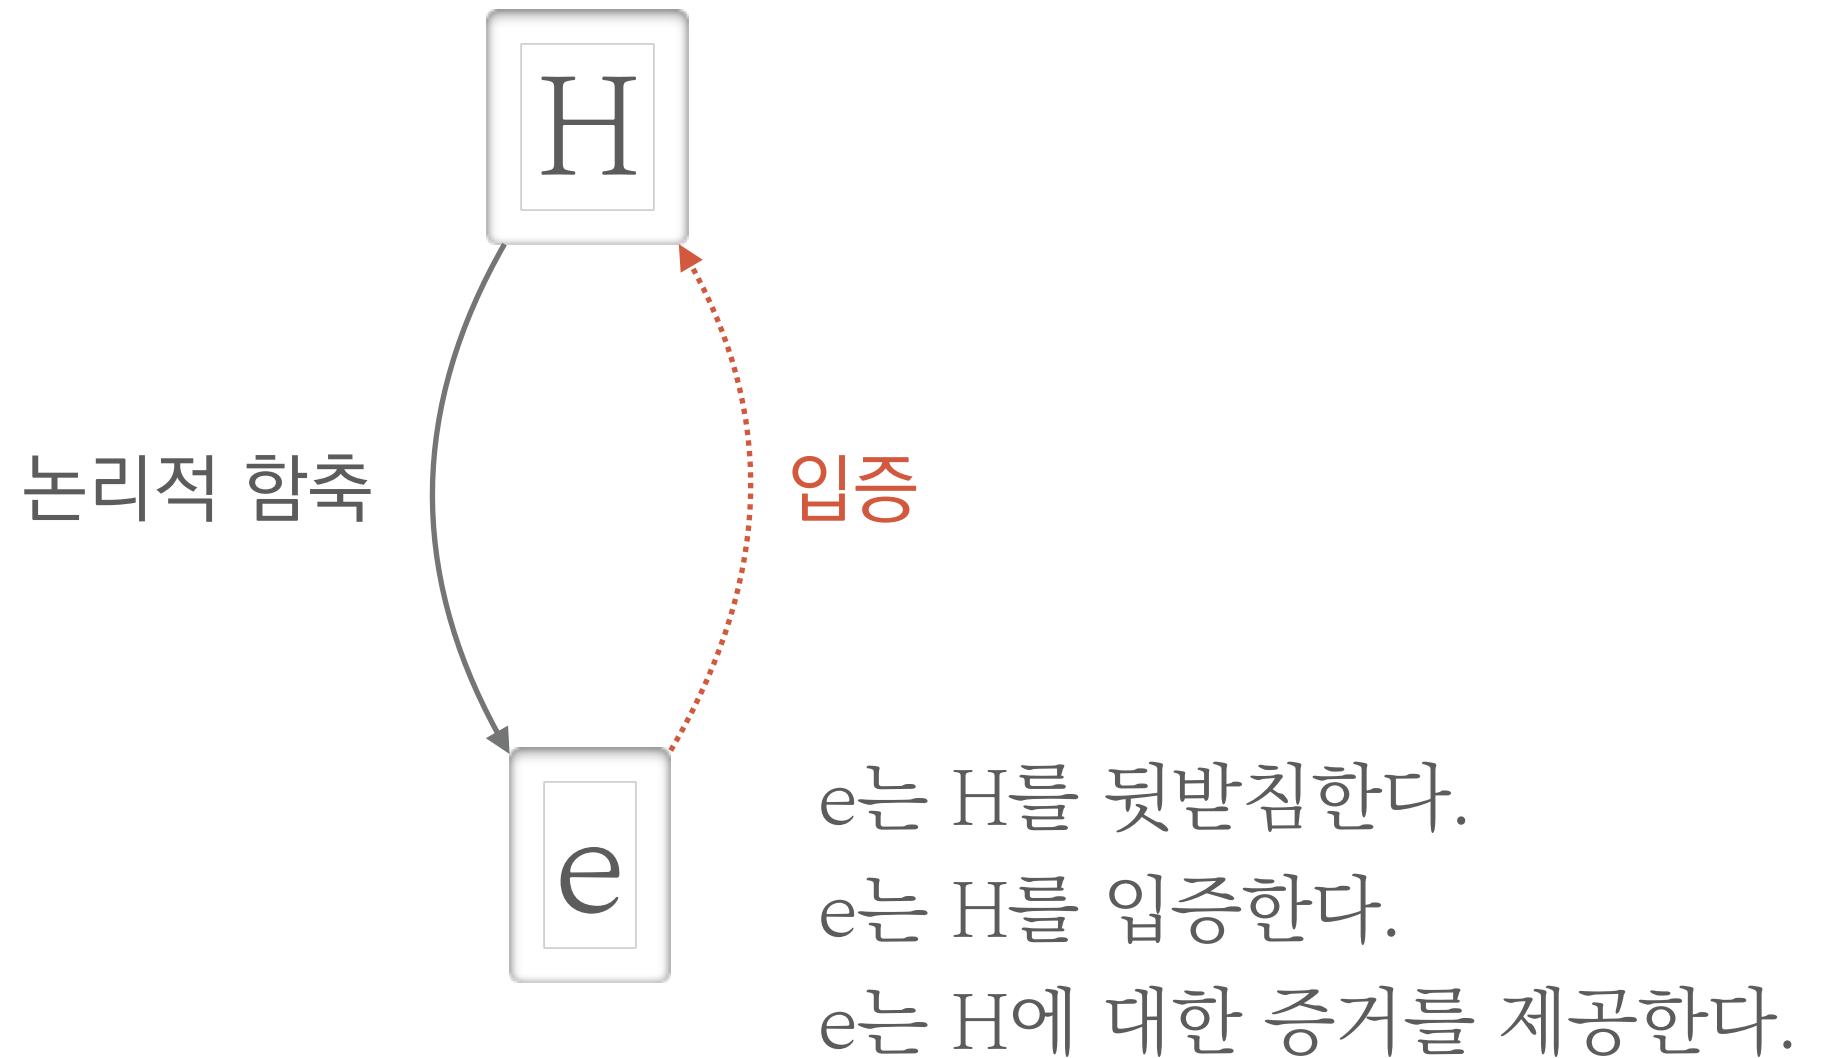 H
논리적 함축
입증
e
e는 H를 뒷받침한다.
e는 H를 입증한다.
e는 H에 대한 증거를 제공한다.